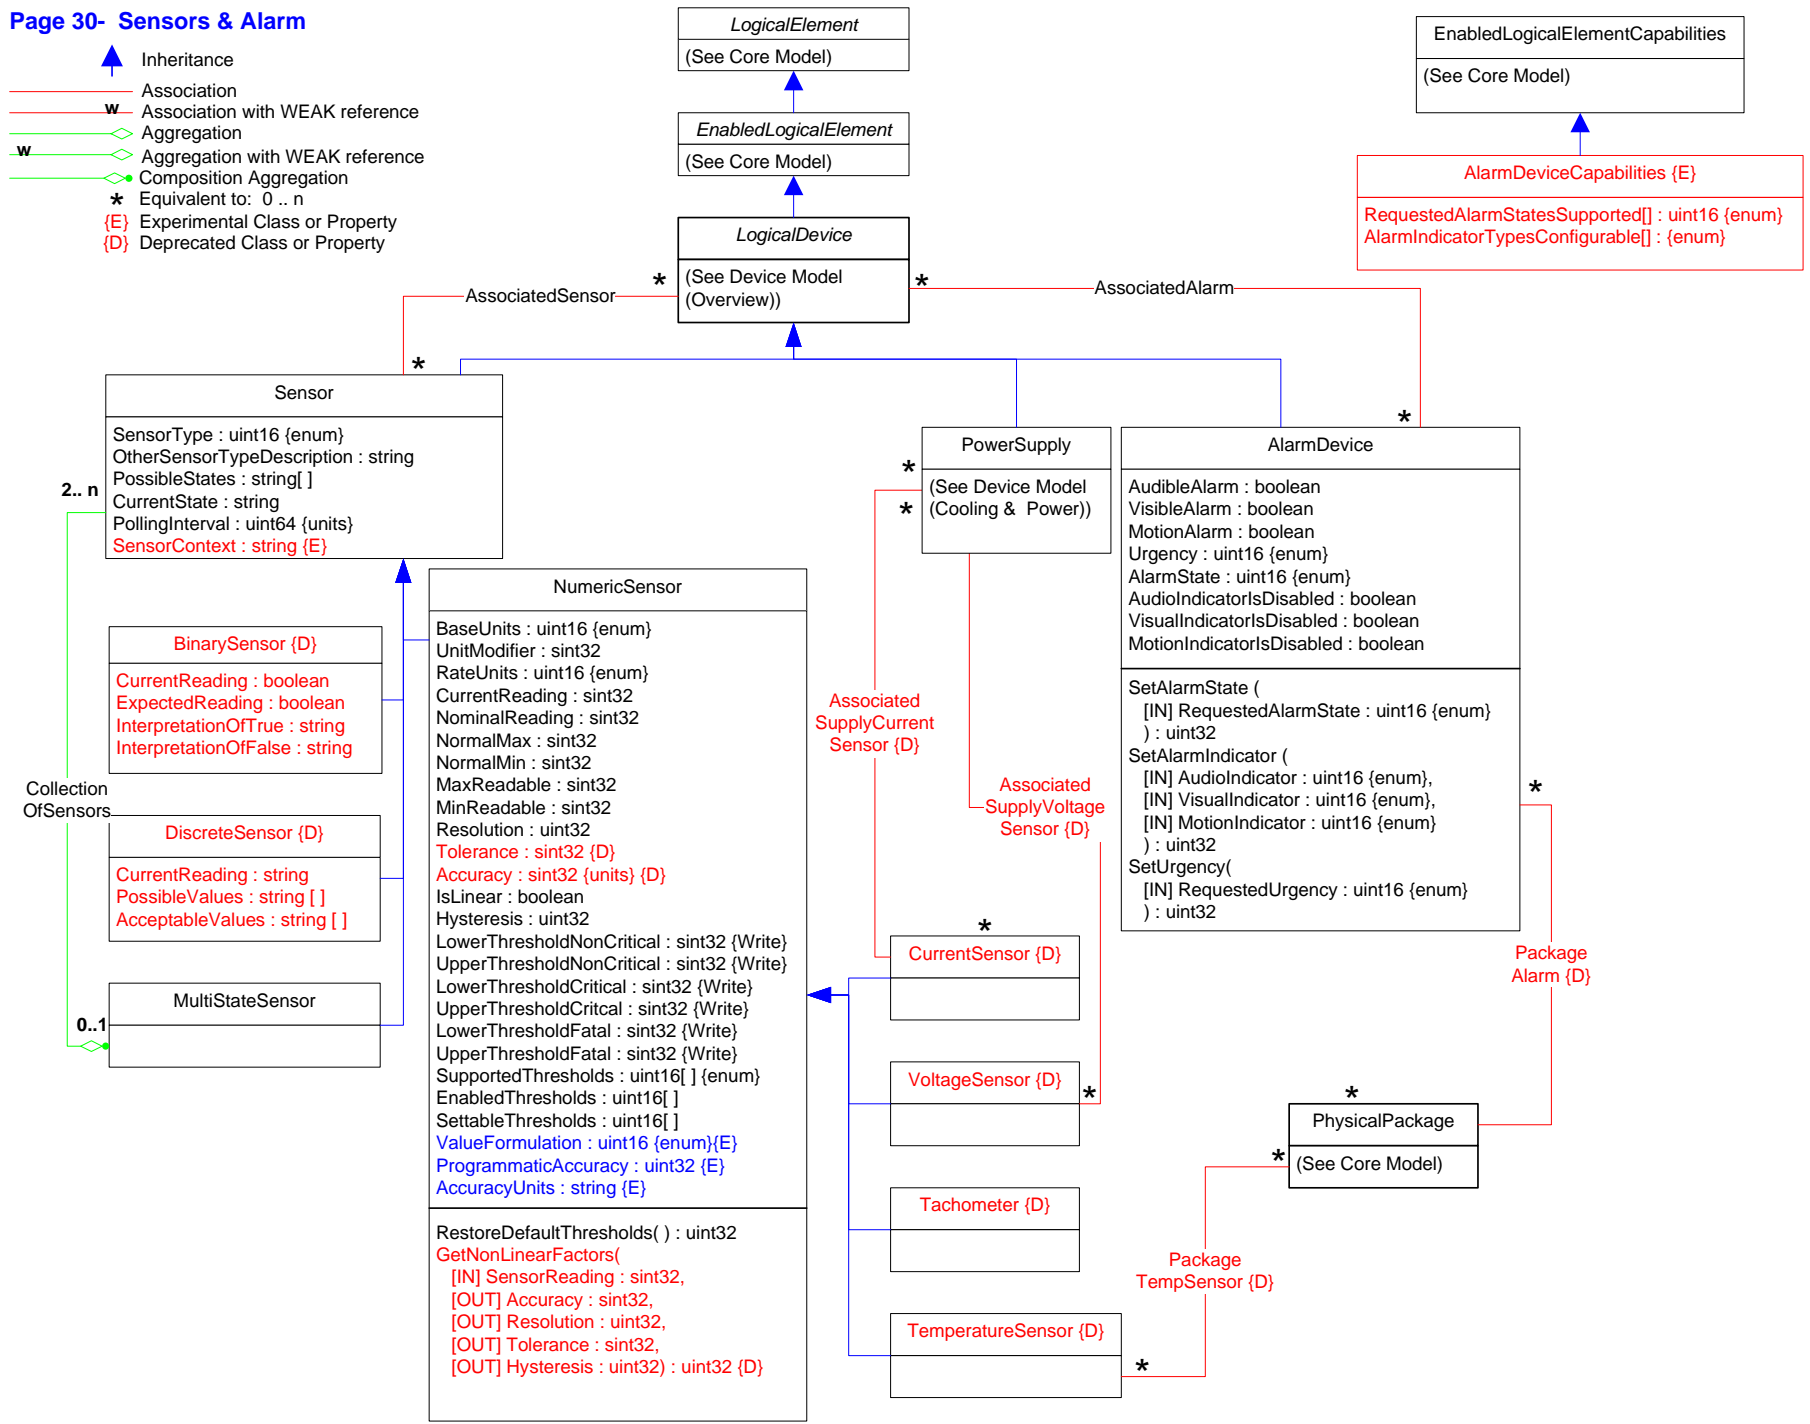 Page 30-  Sensors & Alarm
Inheritance
Association
w
Association with WEAK reference
Aggregation
w
Aggregation with WEAK reference
Composition Aggregation
* Equivalent to:  0 .. n
{E} Experimental Class or Property
{D} Deprecated Class or Property
LogicalElement
(See Core Model)
EnabledLogicalElement
(See Core Model)
LogicalDevice
(See Device Model
(Overview))
EnabledLogicalElementCapabilities
(See Core Model)
AlarmDeviceCapabilities {E}
RequestedAlarmStatesSupported[] : uint16 {enum}
AlarmIndicatorTypesConfigurable[] : {enum}
*
AssociatedSensor
*
*
AssociatedAlarm
*
Sensor
SensorType : uint16 {enum}
OtherSensorTypeDescription : string
PossibleStates : string[ ]
CurrentState : string
PollingInterval : uint64 {units}
SensorContext : string {E}
2.. n
Collection
OfSensors
0..1
BinarySensor {D}
CurrentReading : boolean
ExpectedReading : boolean
InterpretationOfTrue : string
InterpretationOfFalse : string
DiscreteSensor {D}
CurrentReading : string
PossibleValues : string [ ]
AcceptableValues : string [ ]
MultiStateSensor
NumericSensor
BaseUnits : uint16 {enum}
UnitModifier : sint32
RateUnits : uint16 {enum}
CurrentReading : sint32
NominalReading : sint32
NormalMax : sint32
NormalMin : sint32
MaxReadable : sint32
MinReadable : sint32
Resolution : uint32
Tolerance : sint32 {D}
Accuracy : sint32 {units} {D}
IsLinear : boolean
Hysteresis : uint32
LowerThresholdNonCritical : sint32 {Write}
UpperThresholdNonCritical : sint32 {Write}
LowerThresholdCritical : sint32 {Write}
UpperThresholdCritcal : sint32 {Write}
LowerThresholdFatal : sint32 {Write}
UpperThresholdFatal : sint32 {Write}
SupportedThresholds : uint16[ ] {enum}
EnabledThresholds : uint16[ ]
SettableThresholds : uint16[ ]
ValueFormulation : uint16 {enum}{E}
ProgrammaticAccuracy : uint32 {E}
AccuracyUnits : string {E}
RestoreDefaultThresholds( ) : uint32
GetNonLinearFactors(
[IN] SensorReading : sint32,
[OUT] Accuracy : sint32,
[OUT] Resolution : uint32,
[OUT] Tolerance : sint32,
[OUT] Hysteresis : uint32) : uint32 {D}
PowerSupply
(See Device Model
(Cooling &  Power))
*
*
Associated
SupplyCurrent
Sensor {D}
Associated
SupplyVoltage
Sensor {D}
*
CurrentSensor {D}
VoltageSensor {D}
*
Tachometer {D}
TemperatureSensor {D}
*
AlarmDevice
AudibleAlarm : boolean
VisibleAlarm : boolean
MotionAlarm : boolean
Urgency : uint16 {enum}
AlarmState : uint16 {enum}
AudioIndicatorIsDisabled : boolean
VisualIndicatorIsDisabled : boolean
MotionIndicatorIsDisabled : boolean
SetAlarmState (
[IN] RequestedAlarmState : uint16 {enum}
) : uint32
SetAlarmIndicator (
[IN] AudioIndicator : uint16 {enum},
[IN] VisualIndicator : uint16 {enum},
[IN] MotionIndicator : uint16 {enum}
) : uint32
SetUrgency(
[IN] RequestedUrgency : uint16 {enum}
) : uint32
*
Package
Alarm {D}
*
PhysicalPackage
(See Core Model)
*
Package
TempSensor {D}